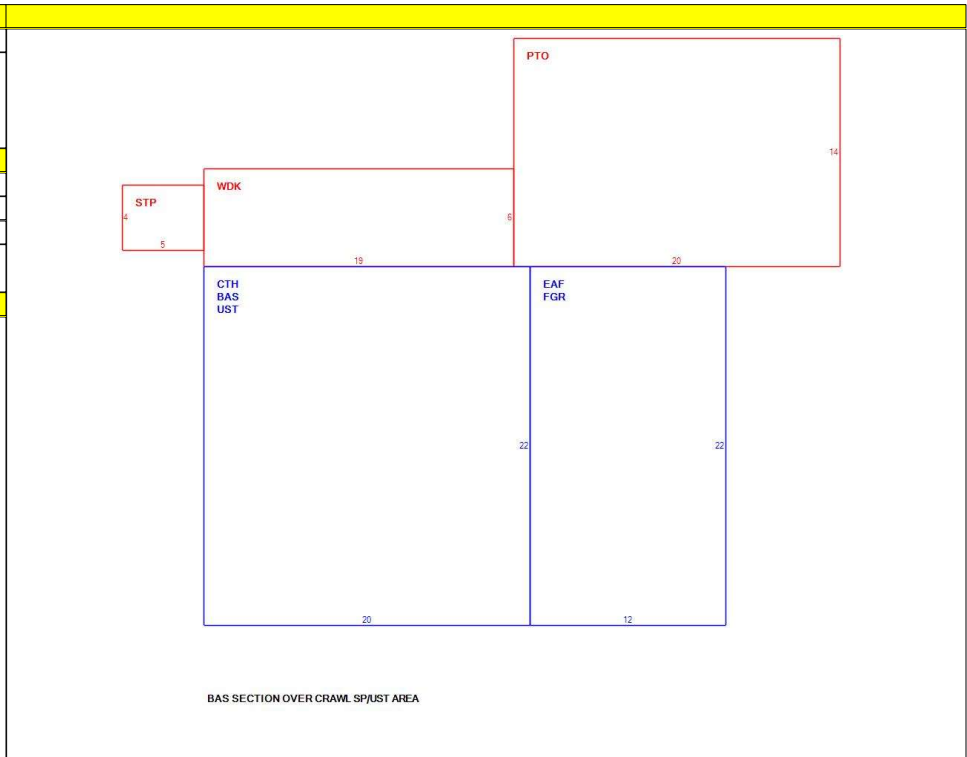 PTO
14
WDK
STP
4
6
5
19
20
CTH
BAS
UST
EAF
FGR
22
22
20
12
BAS SECTION OVER CRAWL SP/UST AREA